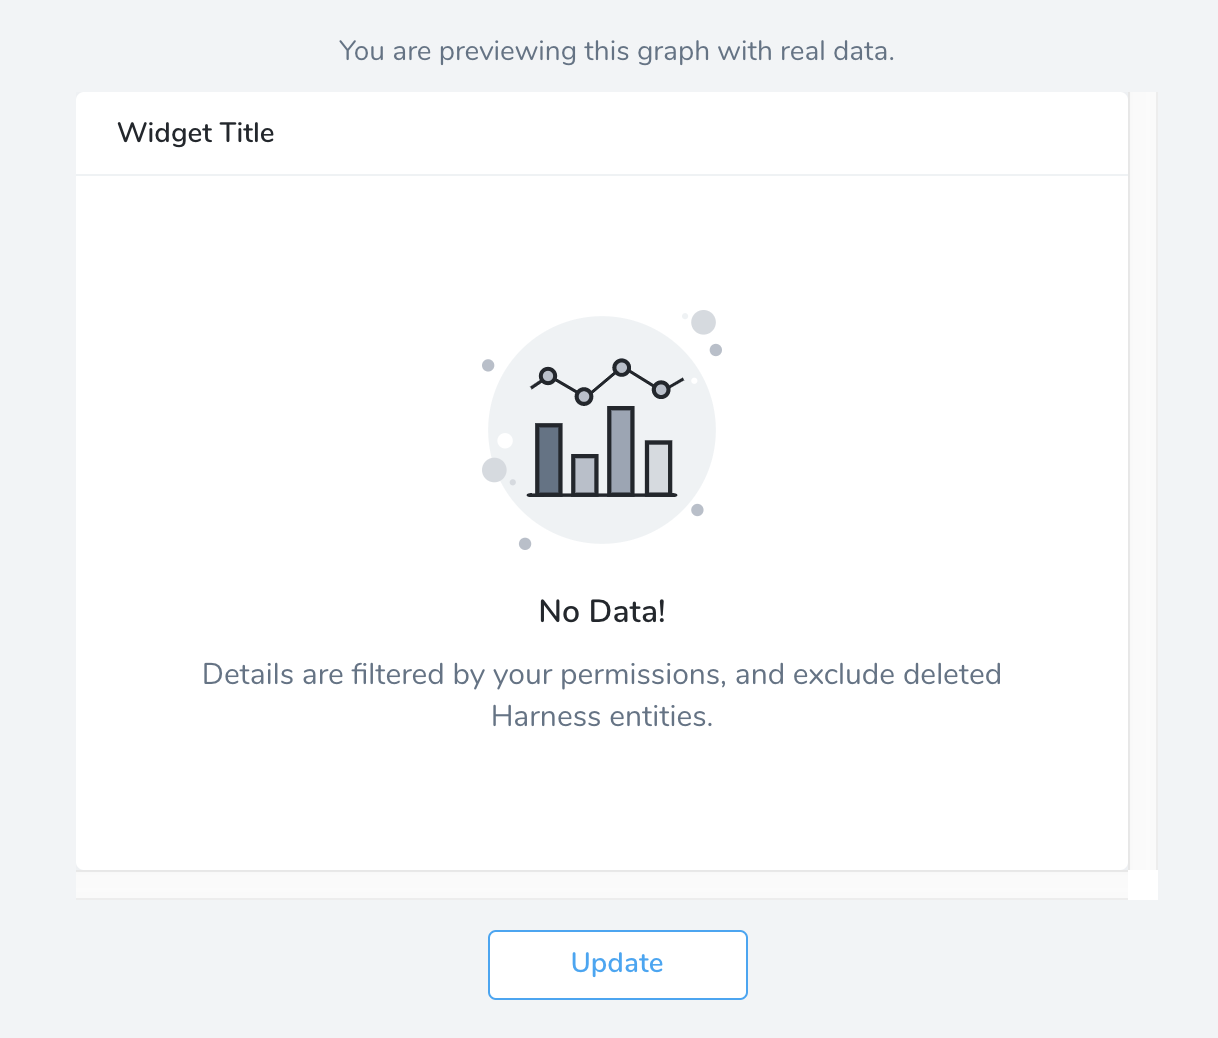 You are previewing this graph with real data.
Widget Title
No Data!
Details are filtered by your permissions, and exclude deleted
Harness entities.
Update